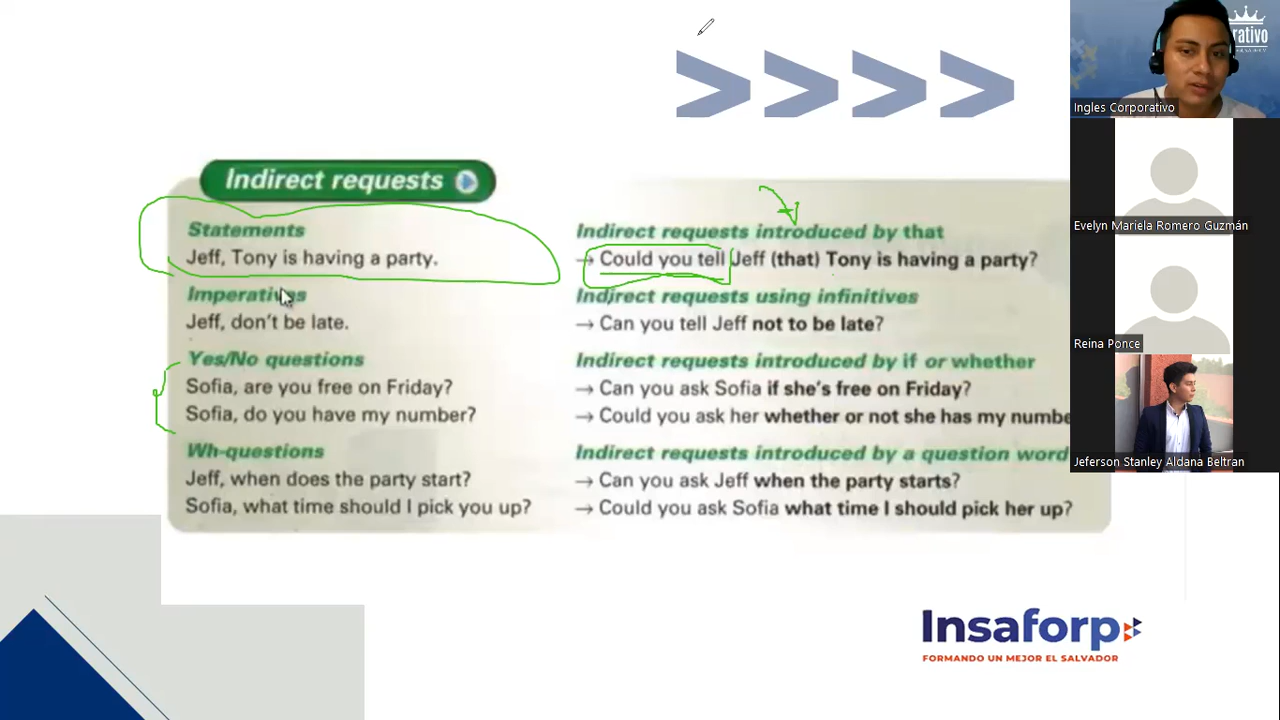 Indirect requests
Statements
Jeff, Tony is having a party.
Imperatives
Jeff, don't be late.
Yes/No questions
Sofia, are you free on Friday?
Sofia, do you have my number?
Wh-questions
Jeff, when does the party start?
Sofia, what time should I pick you up?
Indirect requests introduced by that
→ Could you tell Jeff (that) Tony is having a party?
Indirect requests using infinitives
→ Can you tell Jeff not to be late?
Indirect requests introduced by if or whether
→ Can you ask Sofia if she's free on Friday?
→ Could you ask her whether or not she has my numbe
Indirect requests introduced by a question word
→ Can you ask Jeff when the party starts?
→ Could you ask Sofia what time I should pick her up?
rativo
Ingles Corporativo
Evelyn Mariela Romero Guzmán
Reina Ponce
Jeferson Stanley Aldana Beltran
Insaforp
FORMANDO UN MEJOR EL SALVADOR